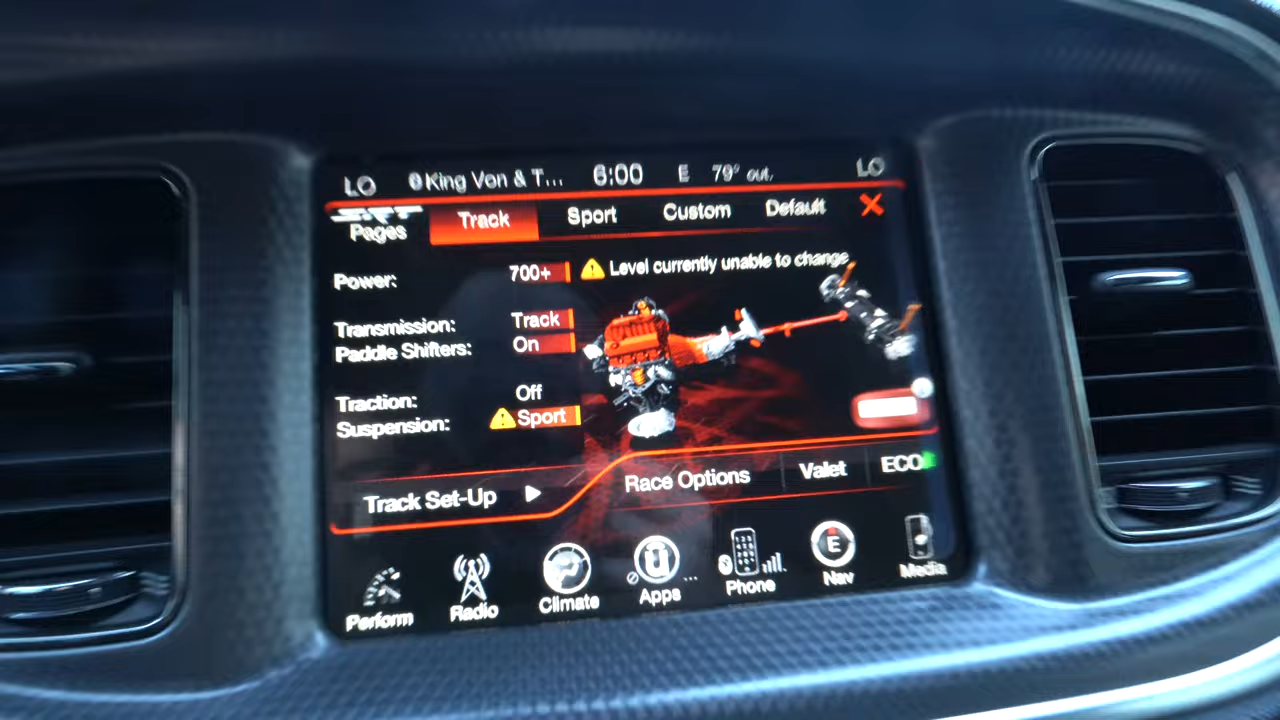 LO King Von & T... 6:00 E 79° out. LO
SRT Pages
Track Sport Custom Default X
Power: 700+ Level currently unable to change
Transmission: Track
Paddle Shifters: On
Traction: Off
Suspension: Sport
Track Set-Up Race Options Valet ECO
Perform Radio Climate Apps ... Phone E Nav Media